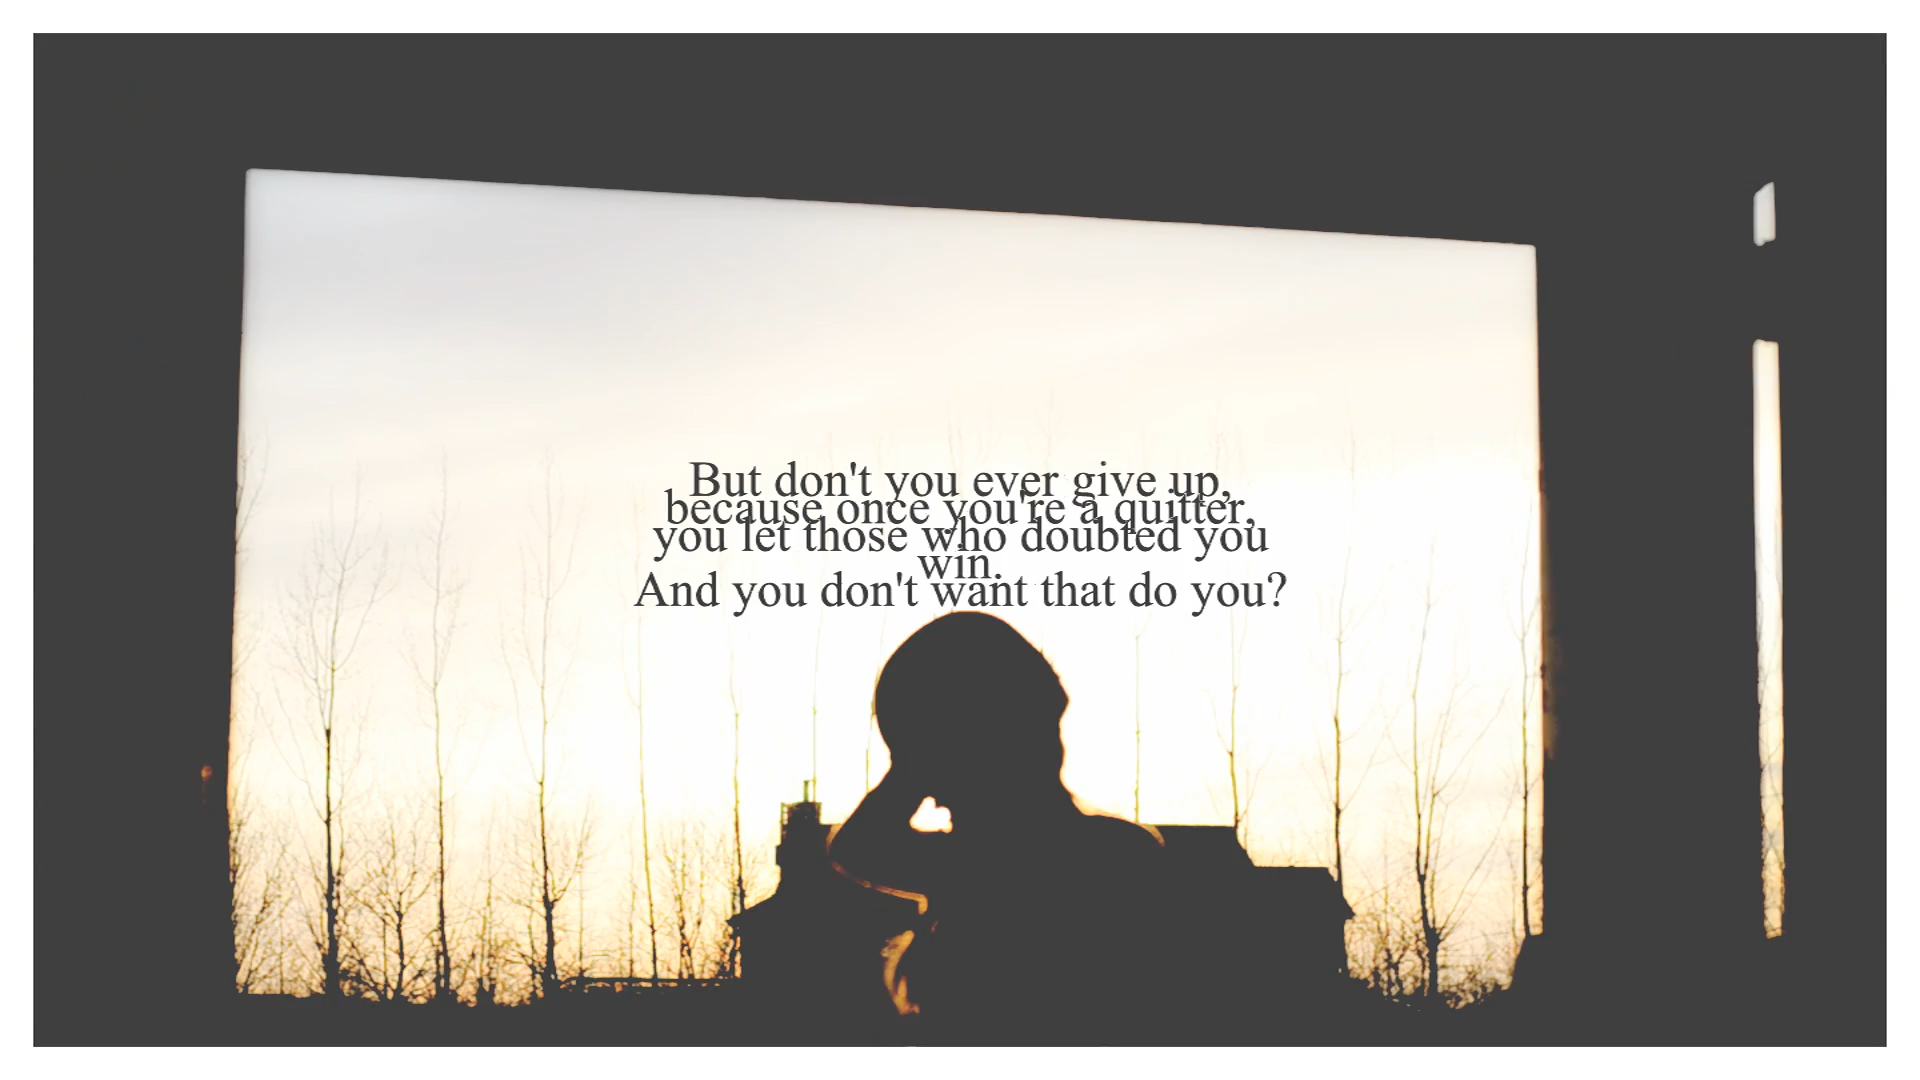 But don't you ever give up,
because once you're a quitter,
you let those who doubted you
win.
And you don't want that do you?